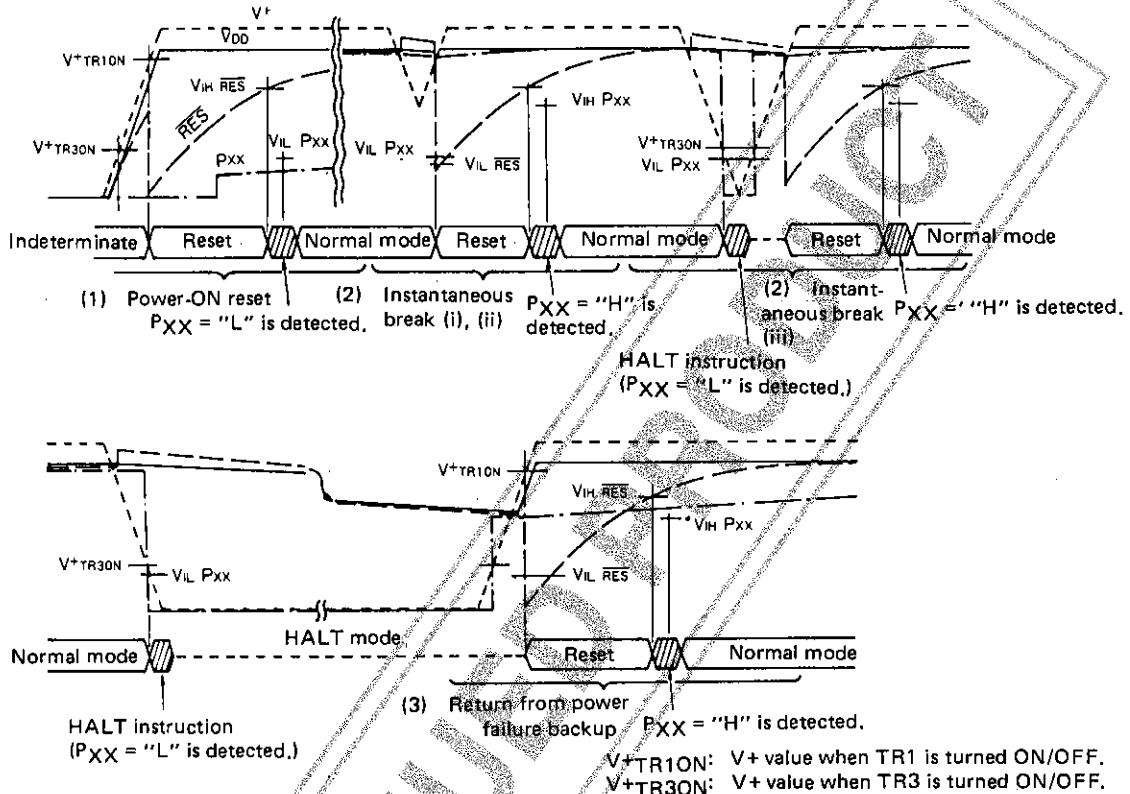 V+
VDD
V+TR1ON
VIH RES
RES
VIL PXX
V+TR3ON
PXX
VIL PXX
VIL RES
VIH PXX
V+TR3ON
VIL PXX
Indeterminate Reset Normal mode Reset Normal mode Reset Normal mode
(1) Power-ON reset
PXX = "L" is detected.
(2) Instantaneous
break (i), (ii)
PXX = "H" is
detected.
(2) Instant-
aneous break
(iii)
PXX = "H" is detected.
HALT instruction
(PXX = "L" is detected.)
V+TR1ON
VIH RES
VIH PXX
V+TR3ON
VIL PXX
VIL RES
HALT mode
Normal mode Reset Normal mode
HALT instruction
(PXX = "L" is detected.)
(3) Return from power
failure backup
PXX = "H" is detected.
V+TR1ON: V+ value when TR1 is turned ON/OFF.
V+TR3ON: V+ value when TR3 is turned ON/OFF.